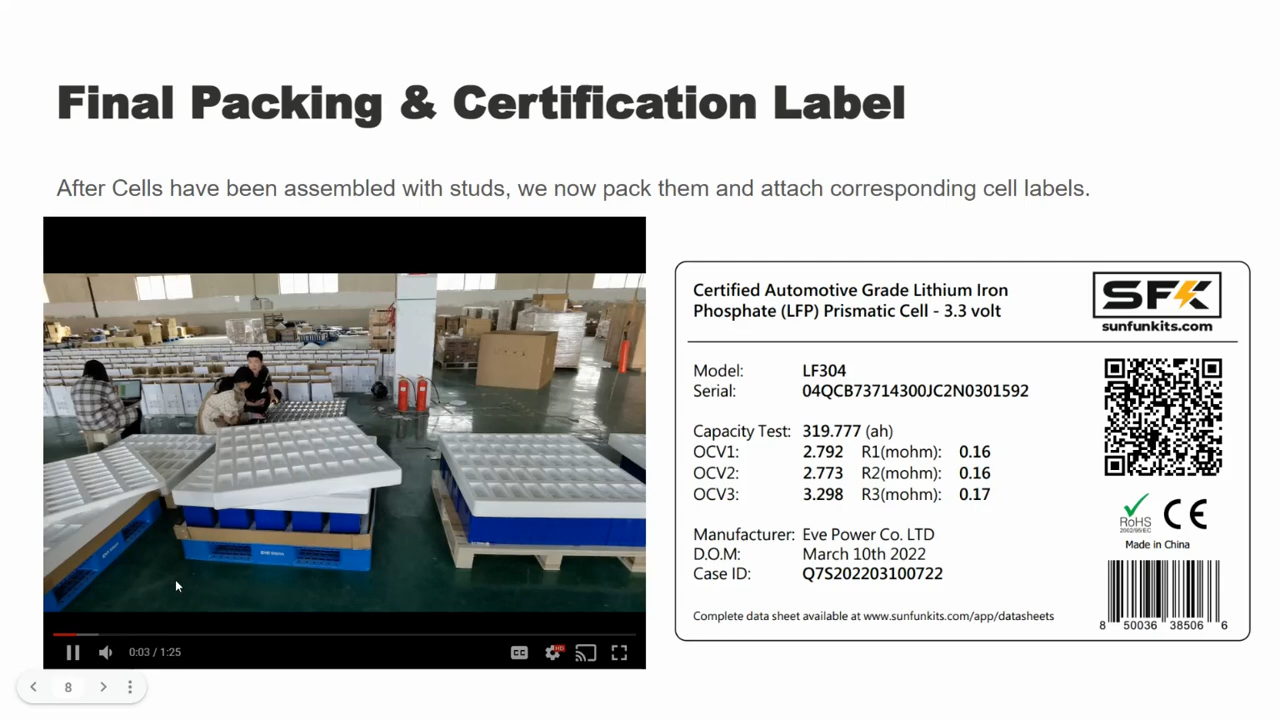 Final Packing & Certification Label
After Cells have been assembled with studs, we now pack them and attach corresponding cell labels.
Certified Automotive Grade Lithium Iron
Phosphate (LFP) Prismatic Cell - 3.3 volt
SFK
sunfunkits.com
Model: LF304
Serial: 04QCB73714300JC2N0301592
Capacity Test: 319.777 (ah)
OCV1: 2.792 R1(mohm): 0.16
OCV2: 2.773 R2(mohm): 0.16
OCV3: 3.298 R3(mohm): 0.17
RoHS
2002/95/EC
CE
Made in China
Manufacturer: Eve Power Co. LTD
D.O.M: March 10th 2022
Case ID: Q7S202203100722
Complete data sheet available at www.sunfunkits.com/app/datasheets
8 50036 38506 6
0:03 / 1:25
CC
HD
8